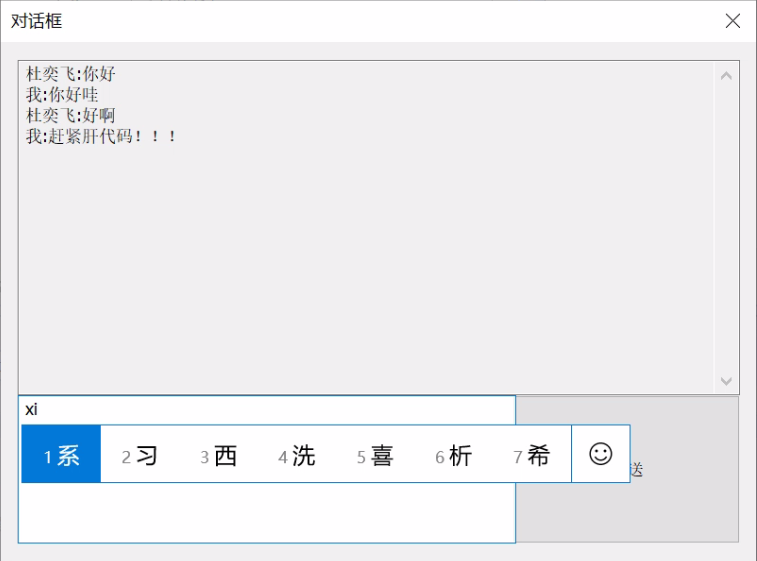 对话框
杜奕飞:你好
我:你好哇
杜奕飞:好啊
我:赶紧肝代码！！！
xi
1 系 2 习 3 西 4 洗 5 喜 6 析 7 希
送